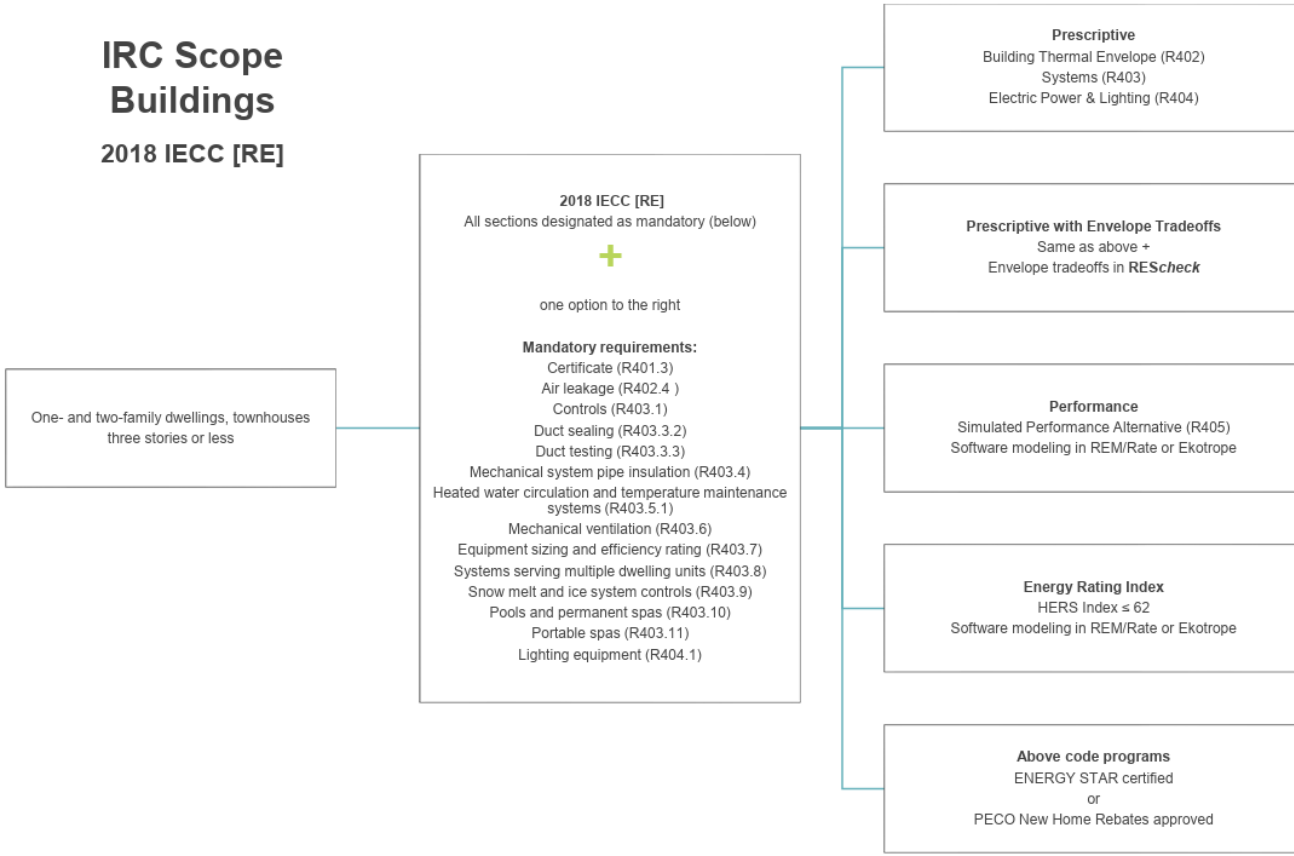 IRC Scope
Buildings
2018 IECC [RE]
One- and two-family dwellings, townhouses
three stories or less
2018 IECC [RE]
All sections designated as mandatory (below)
+
one option to the right
Mandatory requirements:
Certificate (R401.3)
Air leakage (R402.4 )
Controls (R403.1)
Duct sealing (R403.3.2)
Duct testing (R403.3.3)
Mechanical system pipe insulation (R403.4)
Heated water circulation and temperature maintenance
systems (R403.5.1)
Mechanical ventilation (R403.6)
Equipment sizing and efficiency rating (R403.7)
Systems serving multiple dwelling units (R403.8)
Snow melt and ice system controls (R403.9)
Pools and permanent spas (R403.10)
Portable spas (R403.11)
Lighting equipment (R404.1)
Prescriptive
Building Thermal Envelope (R402)
Systems (R403)
Electric Power & Lighting (R404)
Prescriptive with Envelope Tradeoffs
Same as above +
Envelope tradeoffs in REScheck
Performance
Simulated Performance Alternative (R405)
Software modeling in REM/Rate or Ekotrope
Energy Rating Index
HERS Index ≤ 62
Software modeling in REM/Rate or Ekotrope
Above code programs
ENERGY STAR certified
or
PECO New Home Rebates approved